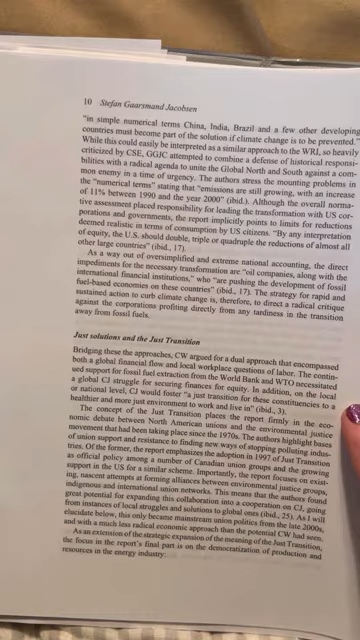 10 Stefan Gaarsmand Jacobsen
"in simple numerical terms China, India, Brazil and a few other developing
countries must become part of the solution if climate change is to be prevented."
While this could easily be interpreted as a similar approach to the WRI, so heavily
criticized by CSE, GGJC attempted to combine a defense of historical responsi-
bilities with a radical agenda to unite the Global North and South against a com-
mon enemy in a time of urgency. The authors stress the mounting problems in
the "numerical terms" stating that "emissions are still growing, with an increase
of 11% between 1990 and the year 2000" (ibid.). Although the overall norma-
tive assessment placed responsibility for leading the transformation with US cor-
porations and governments, the report implicitly points to limits for reductions
deemed realistic in terms of consumption by US citizens. "By any interpretation
of equity, the U.S. should double, triple or quadruple the reductions of almost all
other large countries" (ibid., 17).
As a way out of oversimplified and extreme national accounting, the direct
impediments for the necessary transformation are "oil companies, along with the
international financial institutions," who "are pushing the development of fossil
fuel-based economies on these countries" (ibid., 17). The strategy for rapid and
sustained action to curb climate change is, therefore, to direct a radical critique
against the corporations profiting directly from any tardiness in the transition
away from fossil fuels.
Just solutions and the Just Transition
Bridging these the approaches, CW argued for a dual approach that encompassed
both a global financial flow and local workplace questions of labor. The contin-
ued support for fossil fuel extraction from the World Bank and WTO necessitated
a global CJ struggle for securing finances for equity. In addition, on the local
or national level, CJ would foster "a just transition for these constituencies to a
healthier and more just environment to work and live in" (ibid., 3).
The concept of the Just Transition places the report firmly in the eco-
nomic debate between North American unions and the environmental justice
movement that had been taking place since the 1970s. The authors highlight bases
of union support and resistance to finding new ways of stopping polluting indus-
tries. Of the former, the report emphasizes the adoption in 1997 of Just Transition
as official policy among a number of Canadian union groups and the growing
support in the US for a similar scheme. Importantly, the report focuses on exist-
ing, nascent attempts at forming alliances between environmental justice groups,
indigenous and international union networks. This means that the authors found
great potential for expanding this collaboration into a cooperation on CJ, going
from instances of local struggles and solutions to global ones (ibid., 25). As I will
elucidate below, this only became mainstream union politics from the late 2000s,
and with a much less radical economic approach than the potential CW had seen.
As an extension of the strategic expansion of the meaning of the Just Transition,
the focus in the report's final part is on the democratization of production and
resources in the energy industry: